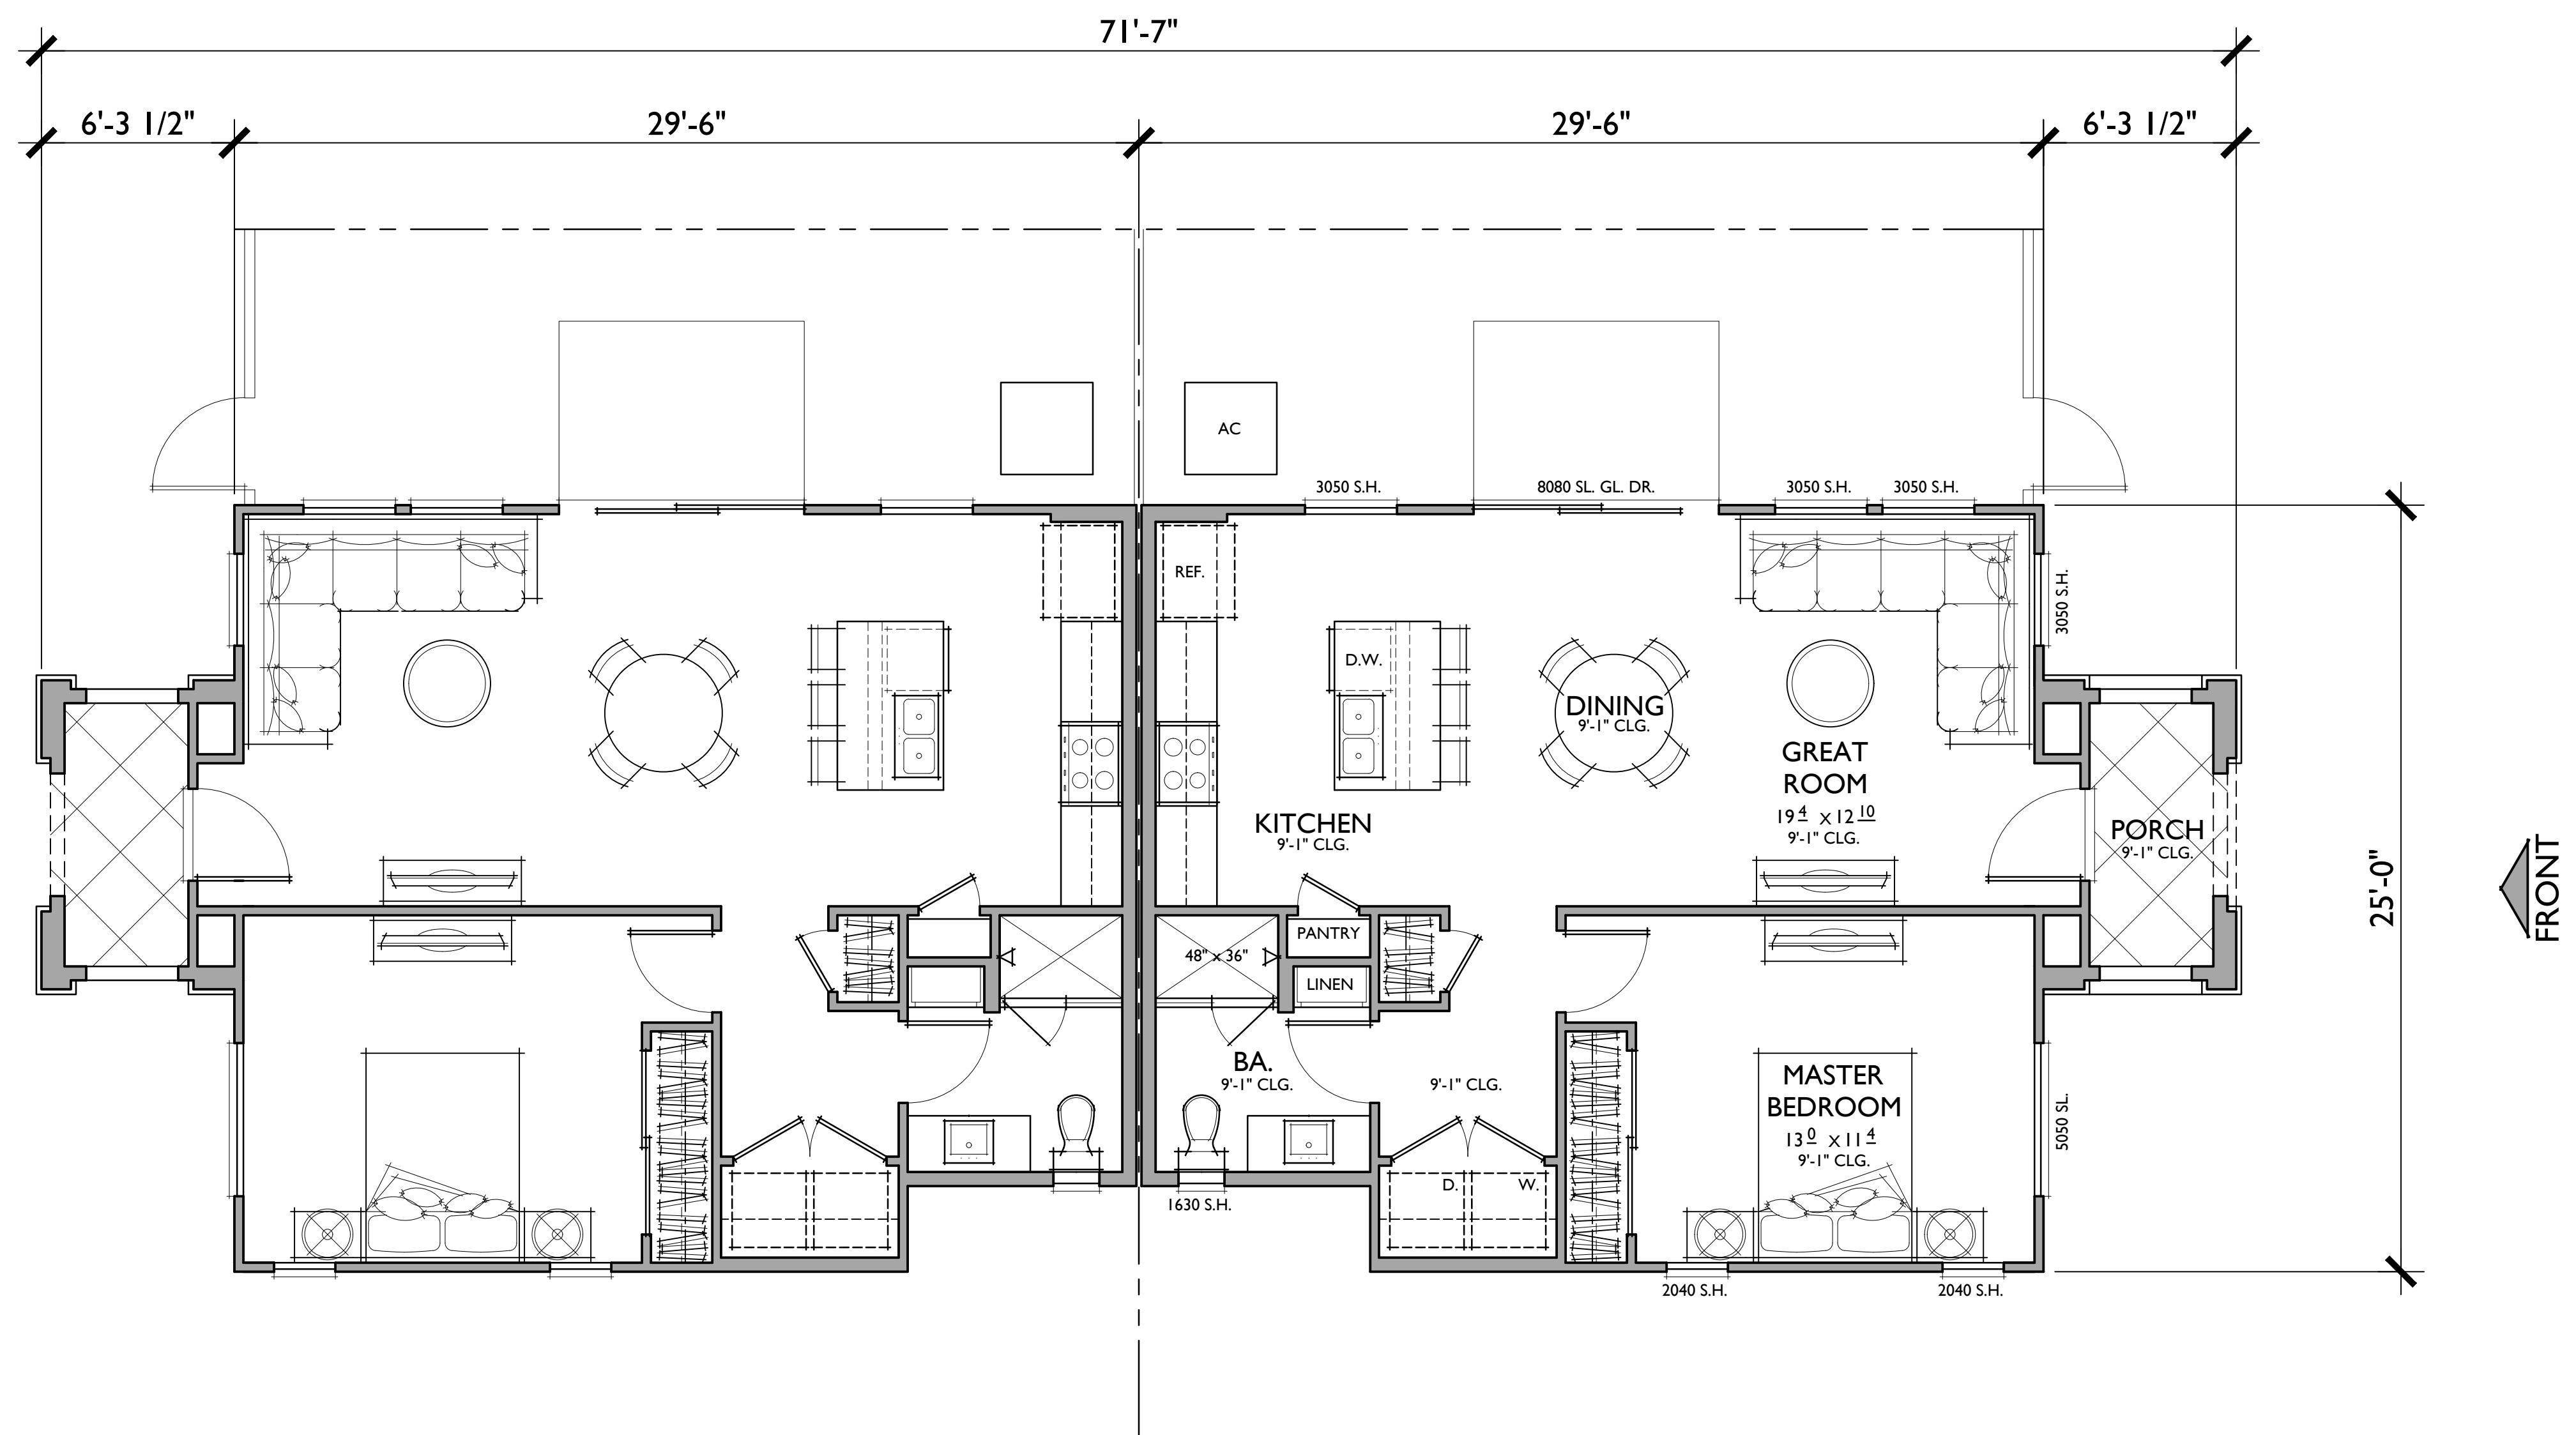 71'-7"
6'-3 1/2"
29'-6"
29'-6"
6'-3 1/2"
AC
3050 S.H.
8080 SL. GL. DR.
3050 S.H.
3050 S.H.
REF.
3050 S.H.
D.W.
DINING
9'-1" CLG.
GREAT
ROOM
19 4 x 12 10
9'-1" CLG.
KITCHEN
9'-1" CLG.
PORCH
9'-1" CLG.
25'-0"
FRONT
PANTRY
48" x 36"
LINEN
BA.
9'-1" CLG.
9'-1" CLG.
MASTER
BEDROOM
13 0 x 11 4
9'-1" CLG.
5050 SL.
D.
W.
1630 S.H.
2040 S.H.
2040 S.H.